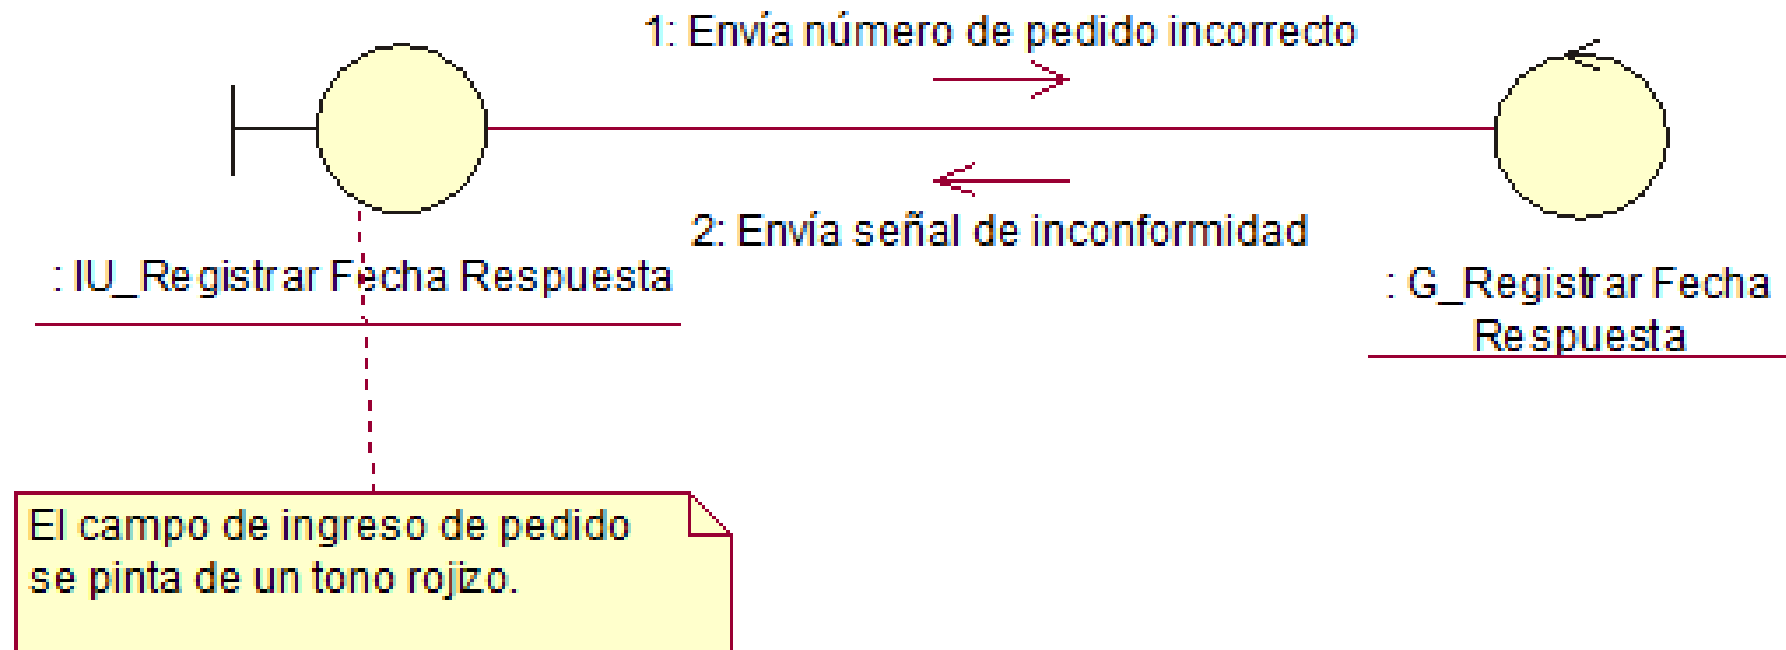 1: Envía número de pedido incorrecto
2: Envía señal de inconformidad
: IU_Registrar Fecha Respuesta
: G_Registrar Fecha
Respuesta
El campo de ingreso de pedido
se pinta de un tono rojizo.